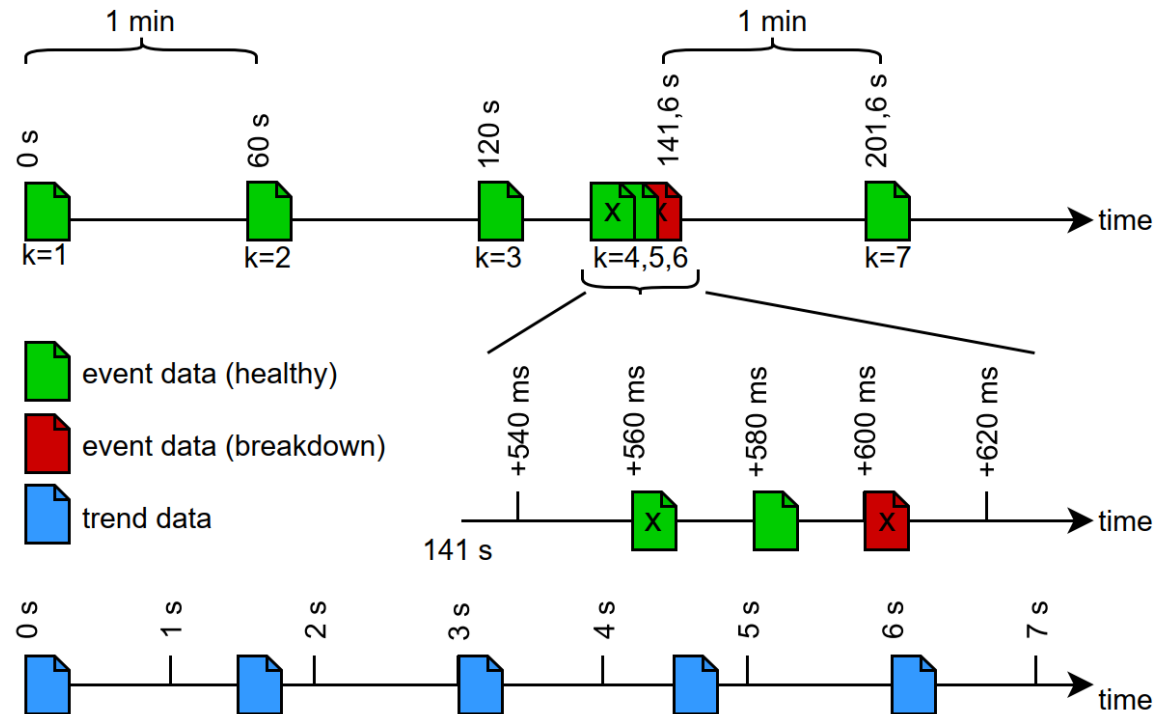 1 min
1 min
0 s
60 s
120 s
141,6 s
201,6 s
x
x
time
k=1
k=2
k=3
k=4,5,6
k=7
event data (healthy)
event data (breakdown)
trend data
+540 ms
+560 ms
+580 ms
+600 ms
+620 ms
x
x
time
141 s
0 s
1 s
2 s
3 s
4 s
5 s
6 s
7 s
time